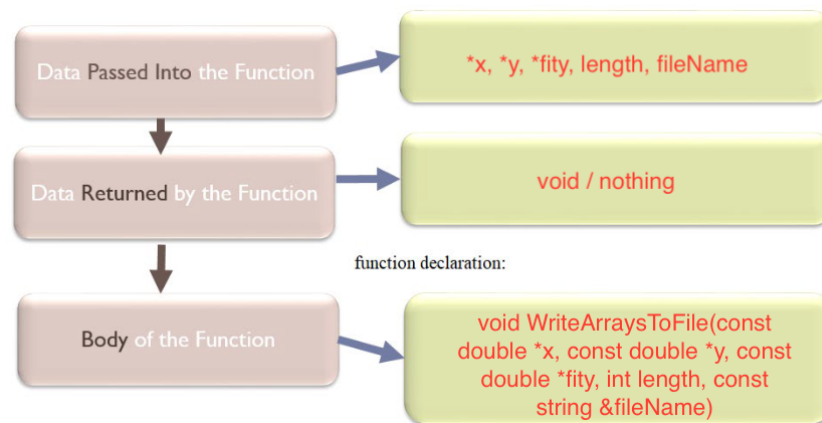 Data Passed Into the Function
*x, *y, *fity, length, fileName
Data Returned by the Function
void / nothing
function declaration:
Body of the Function
void WriteArraysToFile(const
double *x, const double *y, const
double *fity, int length, const
string &fileName)